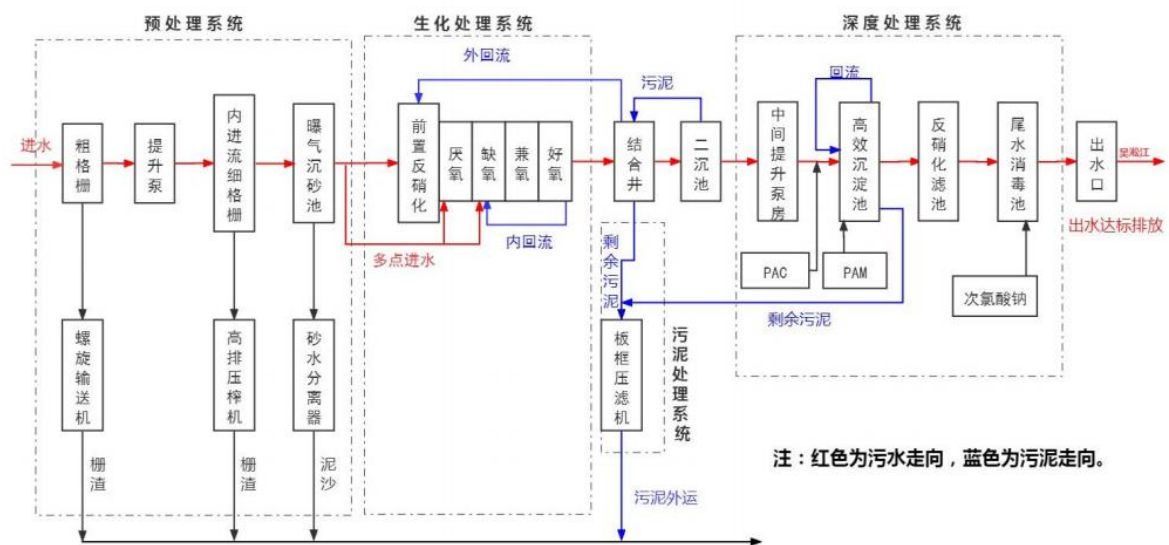 预处理系统
生化处理系统
深度处理系统
外回流
污泥
回流
进水
粗格栅
提升泵
内进流细格栅
曝气沉砂池
前置反硝化
厌氧
缺氧
兼氧
好氧
结合井
二沉池
中间提升泵房
高效沉淀池
反硝化滤池
尾水消毒池
出水口
吴淞江
出水达标排放
内回流
多点进水
剩余污泥
PAC
PAM
次氯酸钠
剩余污泥
螺旋输送机
高排压榨机
砂水分离器
板框压滤机
污泥处理系统
栅渣
栅渣
泥沙
污泥外运
注：红色为污水走向，蓝色为污泥走向。